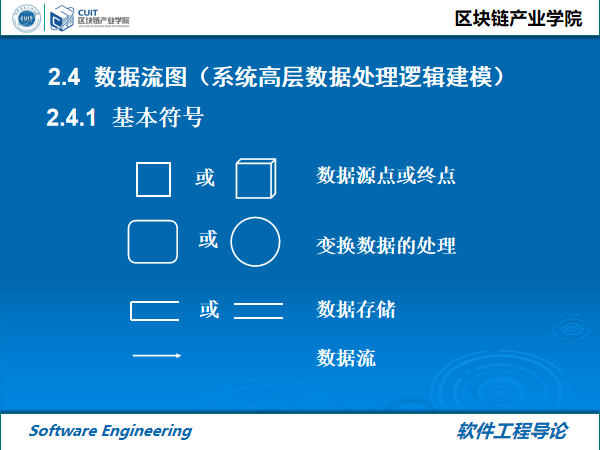 CUIT
区块链产业学院
区块链产业学院
2.4 数据流图（系统高层数据处理逻辑建模）
2.4.1 基本符号
或 数据源点或终点
或 变换数据的处理
或 数据存储
数据流
Software Engineering
软件工程导论